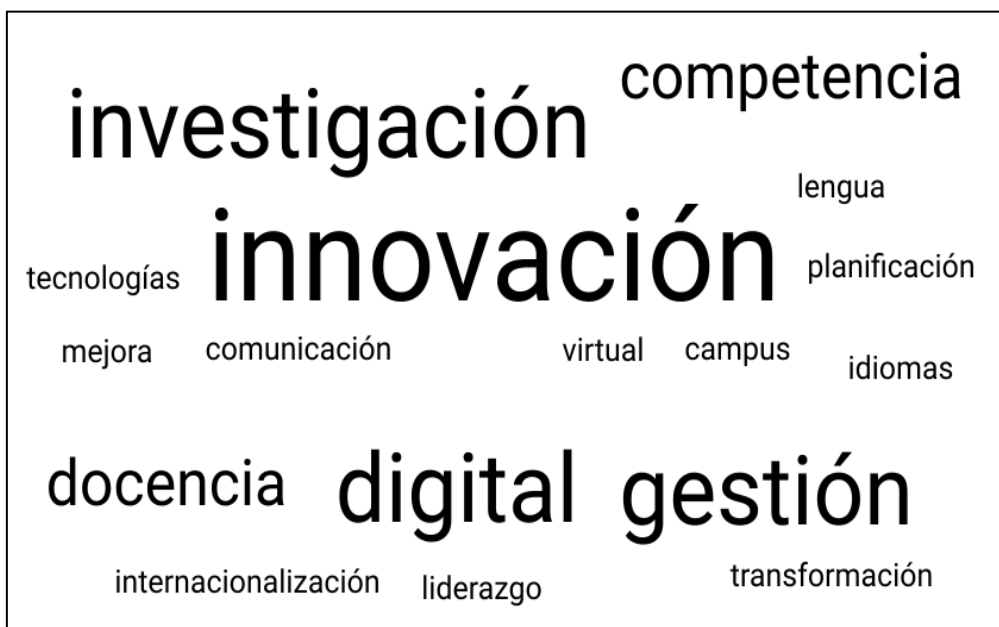 competencia
investigación
lengua
innovación
planificación
tecnologías
mejora
comunicación
virtual
campus
idiomas
docencia
digital
gestión
internacionalización
liderazgo
transformación